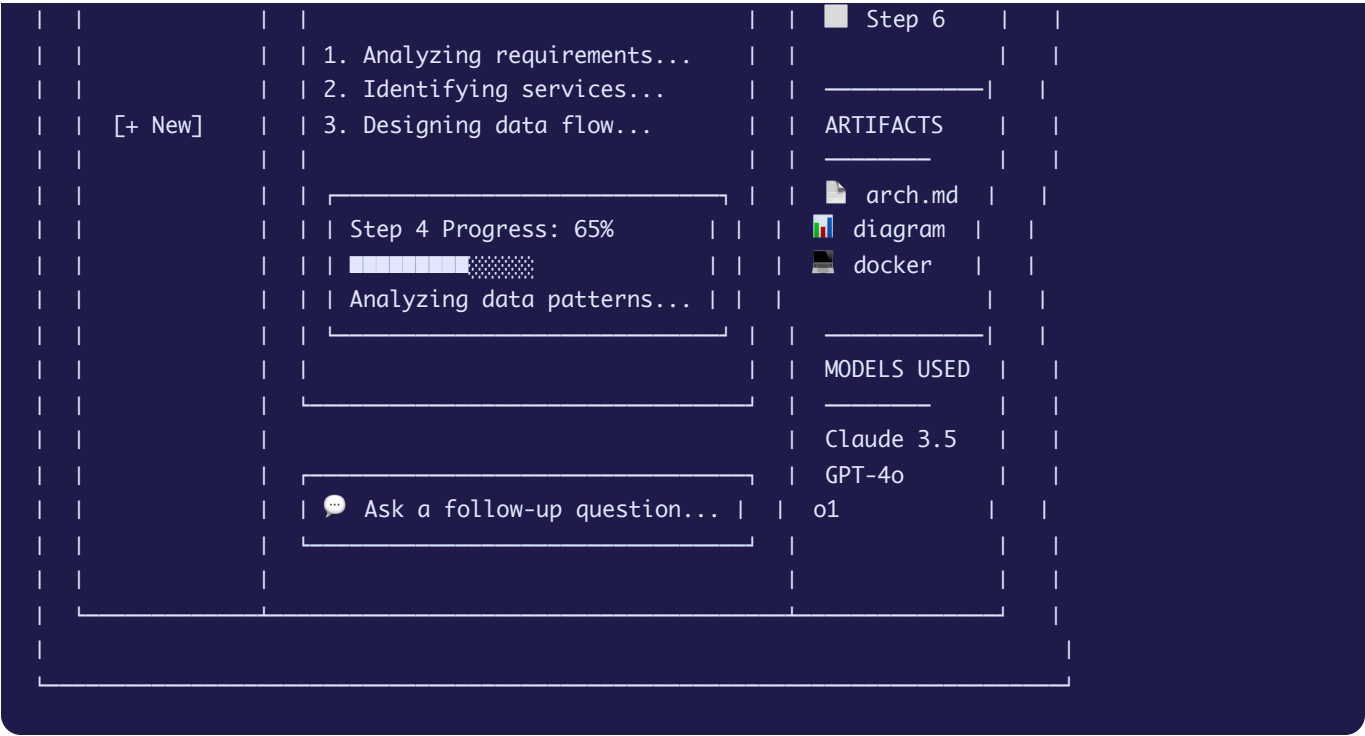 Step 6
1. Analyzing requirements...
2. Identifying services...
[+ New]
3. Designing data flow...
ARTIFACTS
arch.md
Step 4 Progress: 65%
diagram
docker
Analyzing data patterns...
MODELS USED
Claude 3.5
GPT-4o
Ask a follow-up question...
o1